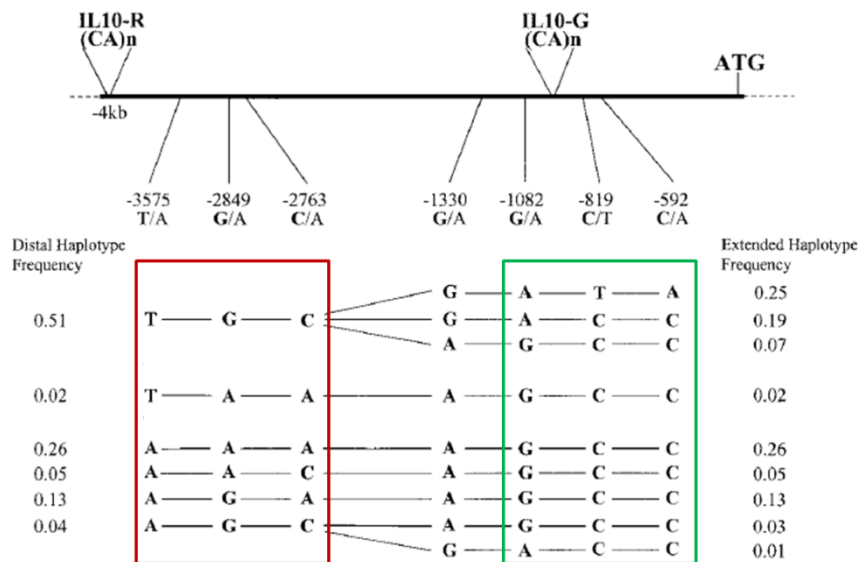 IL10-R
(CA)n
IL10-G
(CA)n
ATG
-4kb
-3575 -2849 -2763 -1330 -1082 -819 -592
T/A G/A C/A G/A G/A C/T C/A
Distal Haplotype
Frequency
Extended Haplotype
Frequency
G A T A 0.25
0.51 T G C G A C C 0.19
A G C C 0.07
0.02 T A A A G C C 0.02
0.26 A A A A G C C 0.26
0.05 A A C A G C C 0.05
0.13 A G A A G C C 0.13
0.04 A G C A G C C 0.03
G A C C 0.01